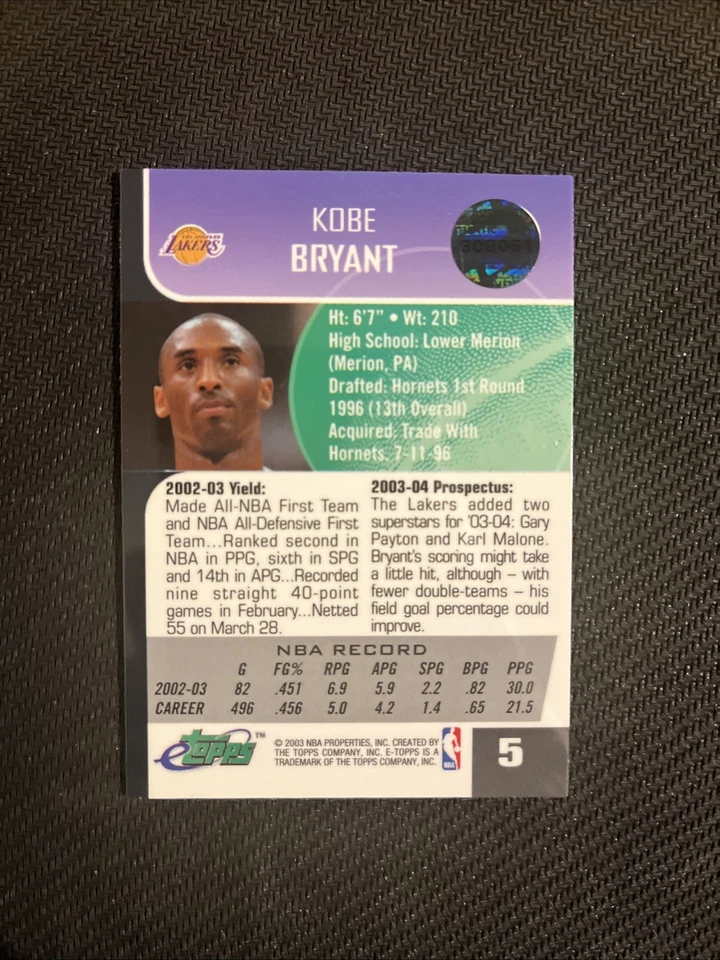 KOBE
BRYANT
LAKERS
Ht: 6'7" • Wt: 210
High School: Lower Merion
(Merion, PA)
Drafted: Hornets 1st Round
1996 (13th Overall)
Acquired: Trade With
Hornets, 7-11-96
2002-03 Yield:
Made All-NBA First Team
and NBA All-Defensive First
Team...Ranked second in
NBA in PPG, sixth in SPG
and 14th in APG...Recorded
nine straight 40-point
games in February...Netted
55 on March 28.
2003-04 Prospectus:
The Lakers added two
superstars for '03-04: Gary
Payton and Karl Malone.
Bryant's scoring might take
a little hit, although – with
fewer double-teams – his
field goal percentage could
improve.
NBA RECORD
G FG% RPG APG SPG BPG PPG
2002-03 82 .451 6.9 5.9 2.2 .82 30.0
CAREER 496 .456 5.0 4.2 1.4 .65 21.5
etopps™
© 2003 NBA PROPERTIES, INC. CREATED BY
THE TOPPS COMPANY, INC. E-TOPPS IS A
TRADEMARK OF THE TOPPS COMPANY, INC.
NBA
5